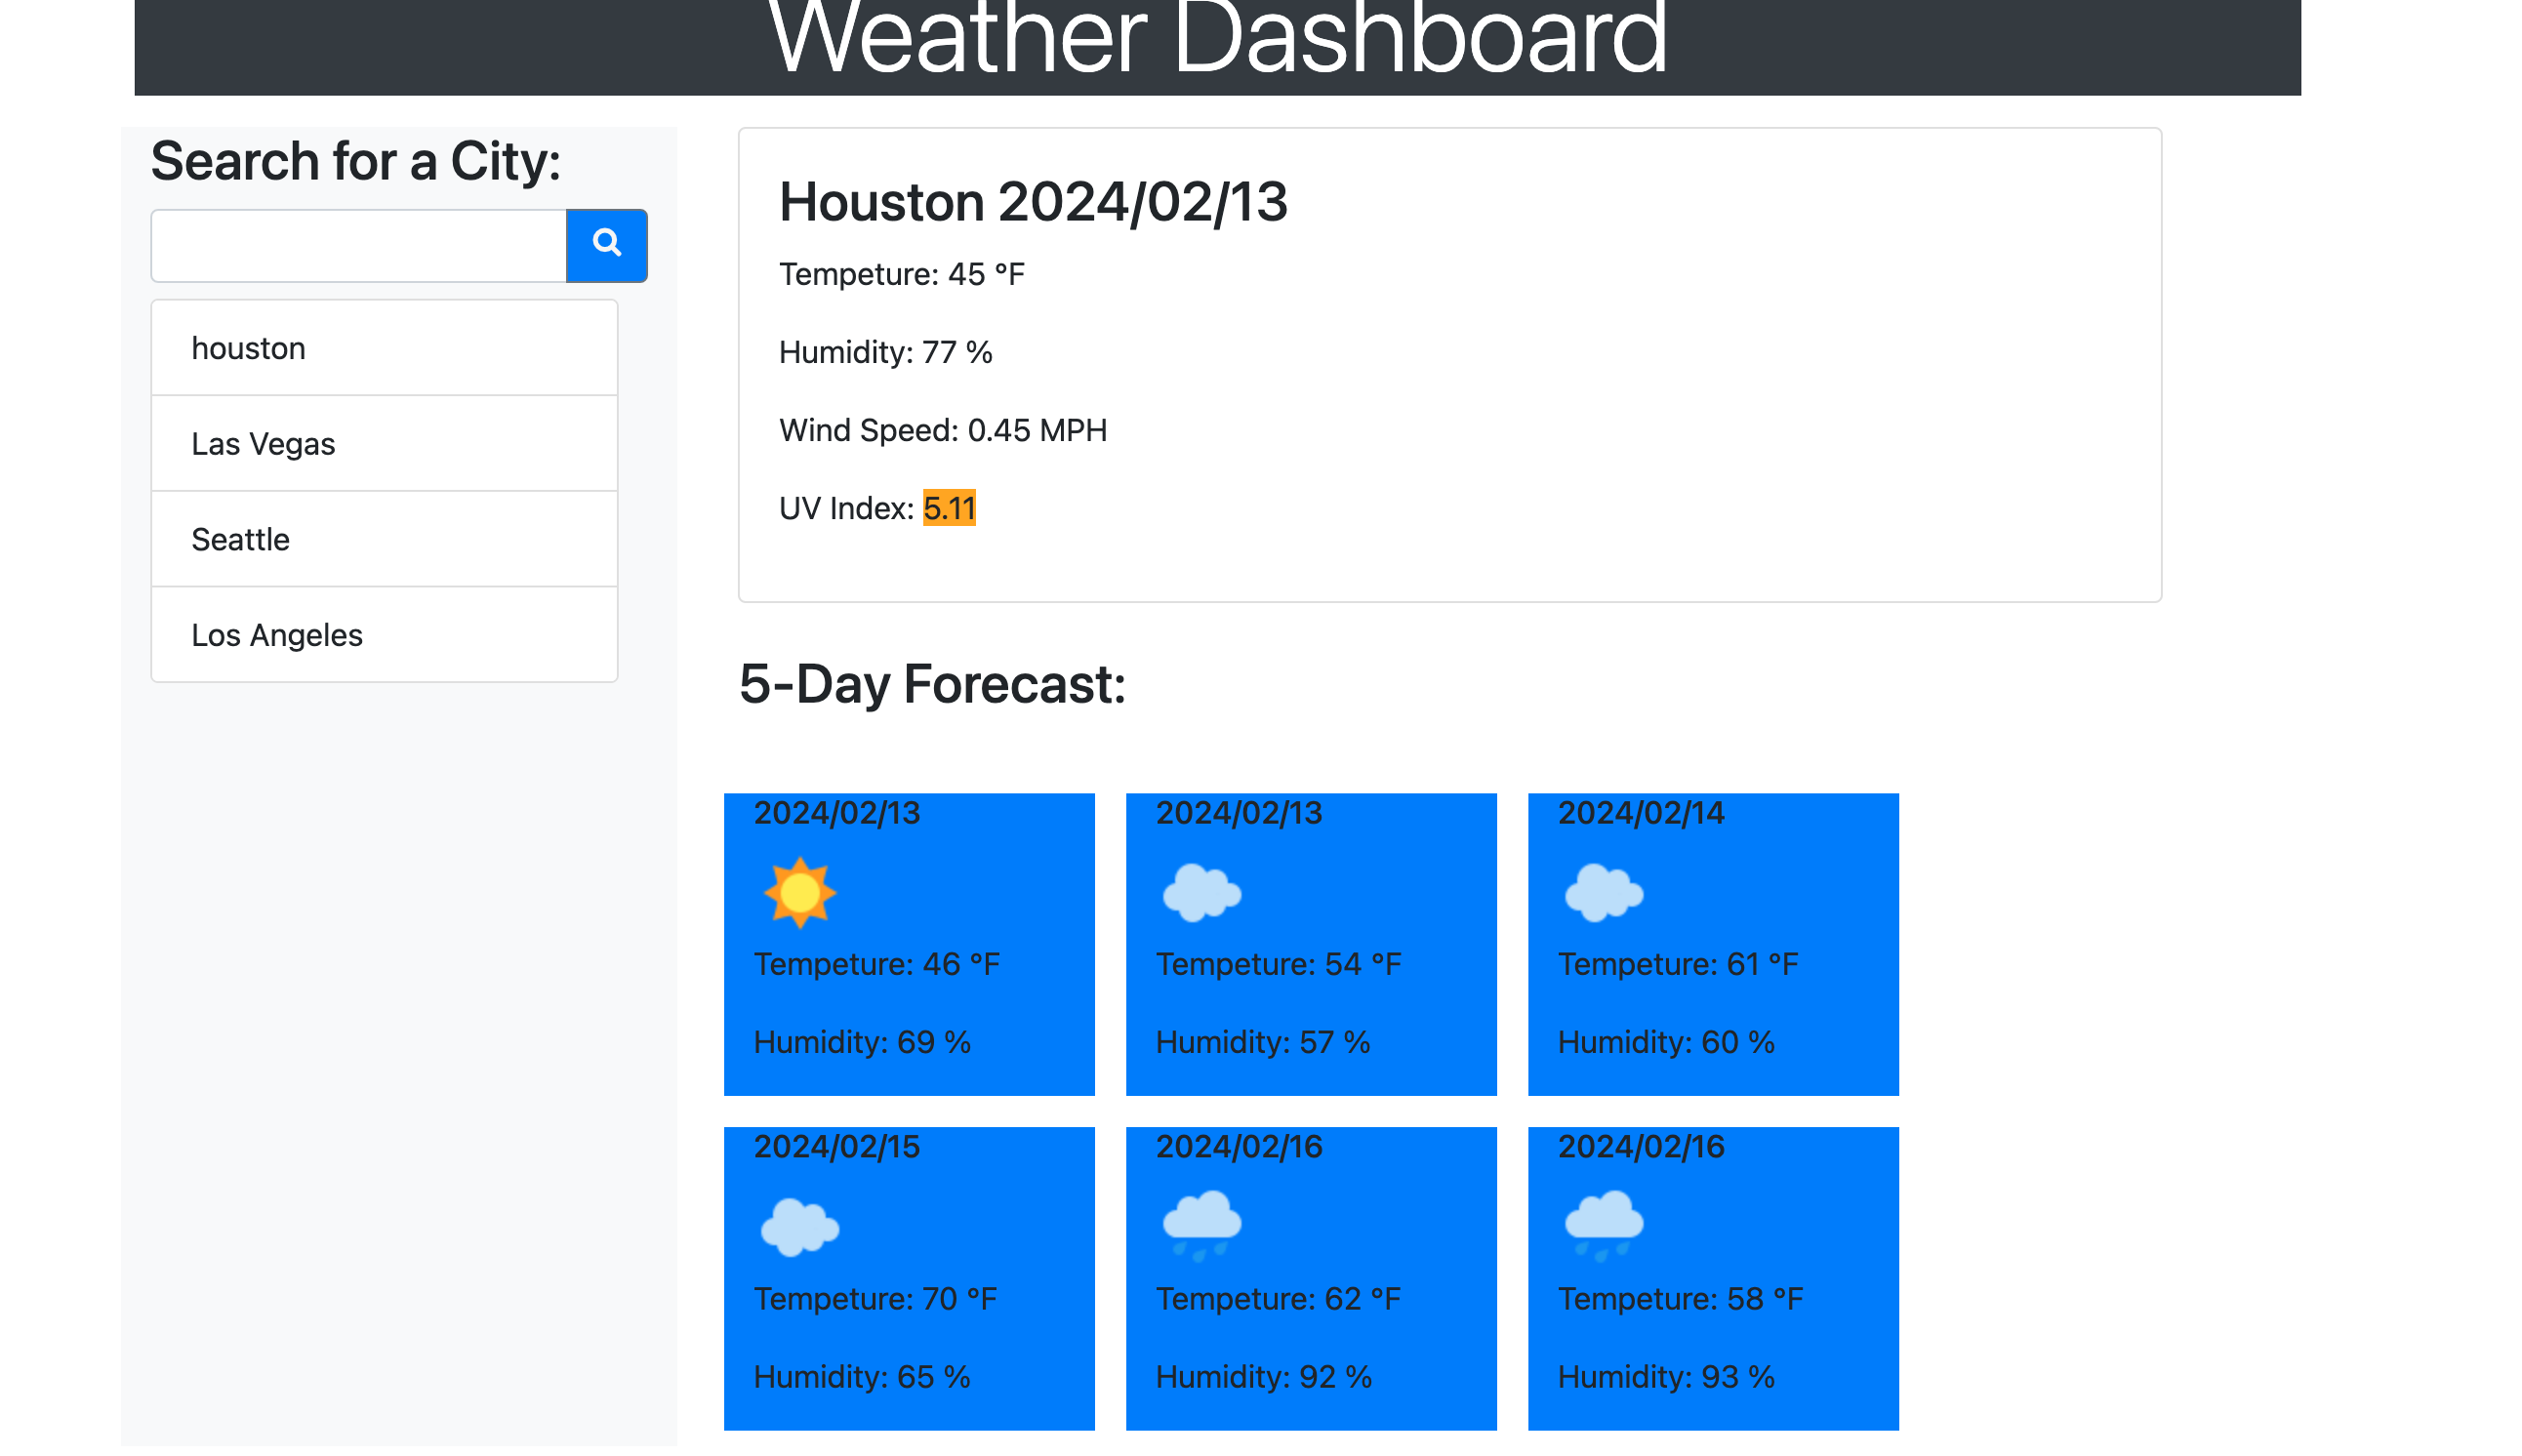 Weather Dashboard
Search for a City:
houston
Las Vegas
Seattle
Los Angeles
Houston 2024/02/13
Tempeture: 45 °F
Humidity: 77 %
Wind Speed: 0.45 MPH
UV Index: 5.11
5-Day Forecast:
2024/02/13
Tempeture: 46 °F
Humidity: 69 %
2024/02/13
Tempeture: 54 °F
Humidity: 57 %
2024/02/14
Tempeture: 61 °F
Humidity: 60 %
2024/02/15
Tempeture: 70 °F
Humidity: 65 %
2024/02/16
Tempeture: 62 °F
Humidity: 92 %
2024/02/16
Tempeture: 58 °F
Humidity: 93 %